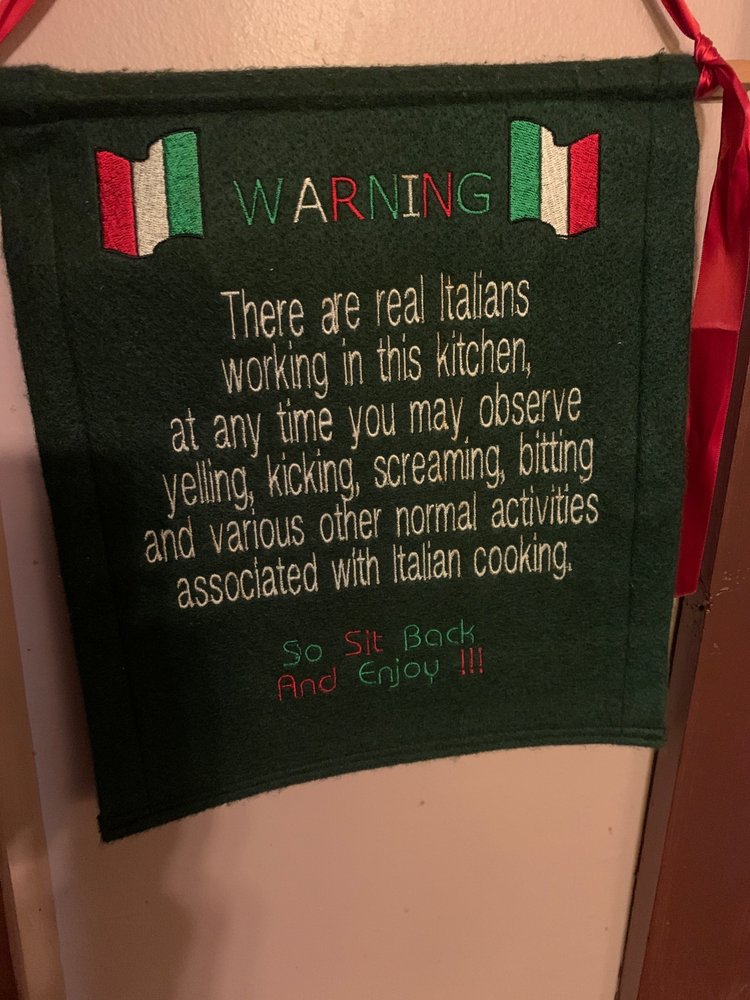 WARNING
There are real Italians
working in this kitchen,
at any time you may observe
yelling, kicking, screaming, bitting
and various other normal activities
associated with Italian cooking.
So Sit Back
And Enjoy !!!